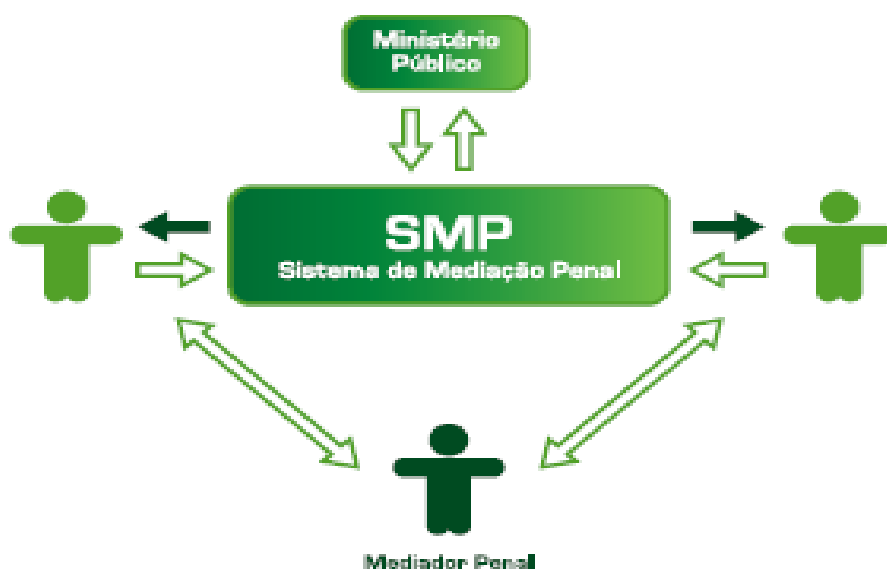 Ministério
Público
SMP
Sistema de Mediação Penal
Mediador Penal